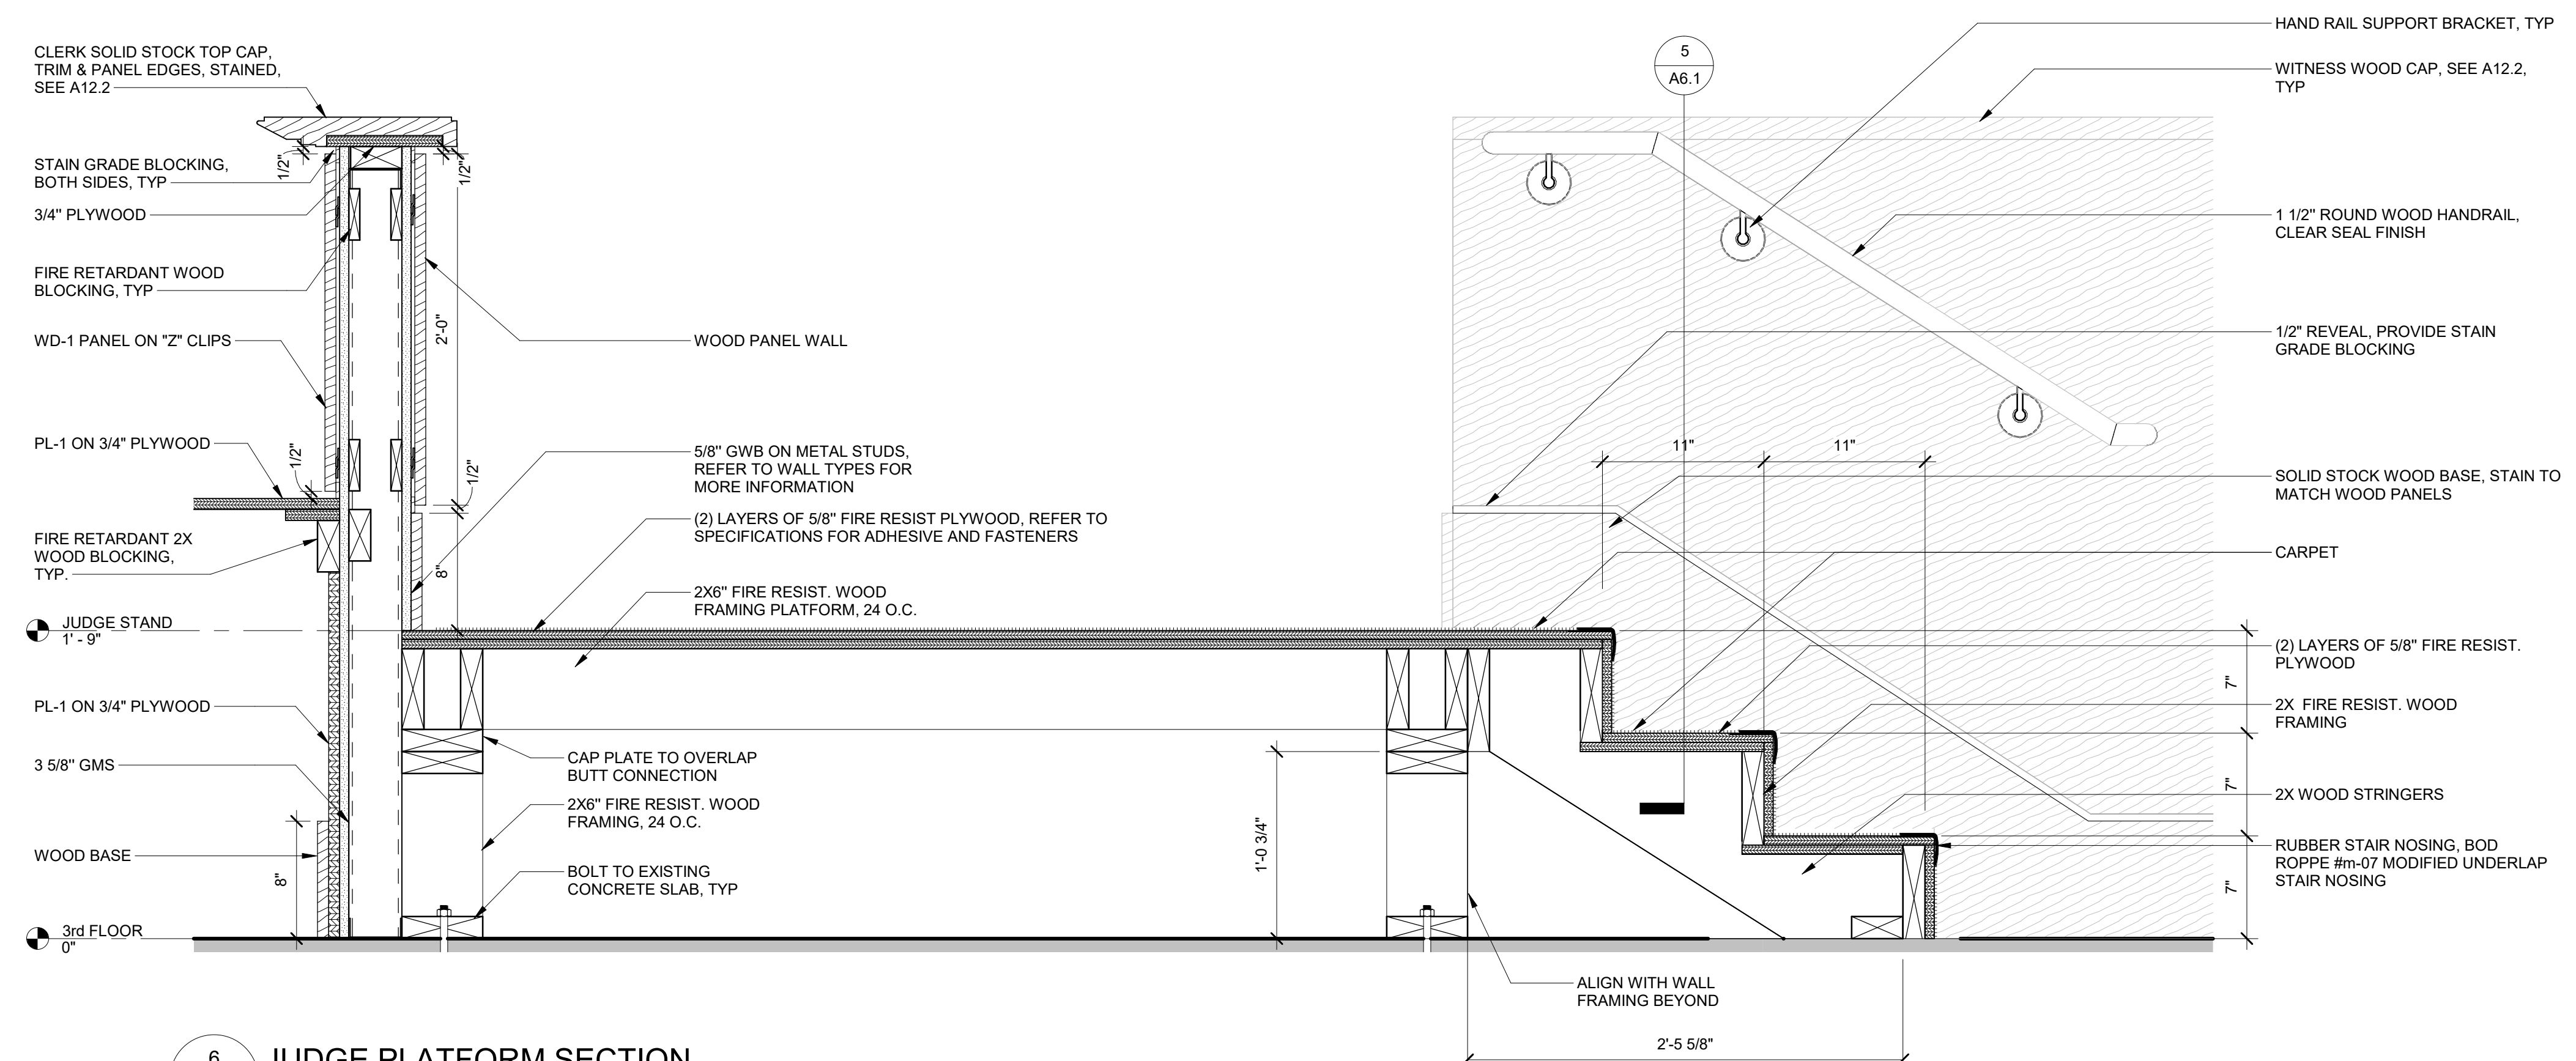 CLERK SOLID STOCK TOP CAP,
TRIM & PANEL EDGES, STAINED,
SEE A12.2
STAIN GRADE BLOCKING,
BOTH SIDES, TYP
3/4" PLYWOOD
FIRE RETARDANT WOOD
BLOCKING, TYP
WD-1 PANEL ON "Z" CLIPS
PL-1 ON 3/4" PLYWOOD
FIRE RETARDANT 2X
WOOD BLOCKING,
TYP.
JUDGE STAND
1' - 9"
PL-1 ON 3/4" PLYWOOD
3 5/8" GMS
WOOD BASE
3rd FLOOR
0"
1/2"
1/2"
2'-0"
1/2"
1/2"
8"
8"
WOOD PANEL WALL
5/8" GWB ON METAL STUDS,
REFER TO WALL TYPES FOR
MORE INFORMATION
(2) LAYERS OF 5/8" FIRE RESIST PLYWOOD, REFER TO
SPECIFICATIONS FOR ADHESIVE AND FASTENERS
2X6" FIRE RESIST. WOOD
FRAMING PLATFORM, 24 O.C.
CAP PLATE TO OVERLAP
BUTT CONNECTION
2X6" FIRE RESIST. WOOD
FRAMING, 24 O.C.
BOLT TO EXISTING
CONCRETE SLAB, TYP
5
A6.1
11"
11"
1'-0 3/4"
ALIGN WITH WALL
FRAMING BEYOND
2'-5 5/8"
7"
7"
7"
HAND RAIL SUPPORT BRACKET, TYP
WITNESS WOOD CAP, SEE A12.2,
TYP
1 1/2" ROUND WOOD HANDRAIL,
CLEAR SEAL FINISH
1/2" REVEAL, PROVIDE STAIN
GRADE BLOCKING
SOLID STOCK WOOD BASE, STAIN TO
MATCH WOOD PANELS
CARPET
(2) LAYERS OF 5/8" FIRE RESIST.
PLYWOOD
2X FIRE RESIST. WOOD
FRAMING
2X WOOD STRINGERS
RUBBER STAIR NOSING, BOD
ROPPE #m-07 MODIFIED UNDERLAP
STAIR NOSING
6
JUDGE PLATFORM SECTION